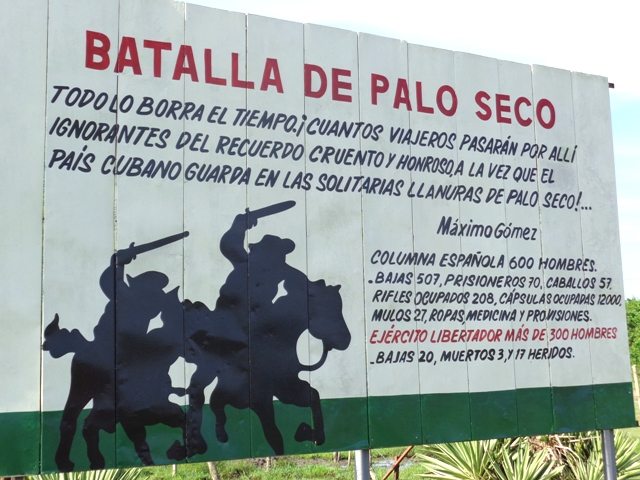 BATALLA DE PALO SECO
TODO LO BORRA EL TIEMPO.¡CUANTOS VIAJEROS PASARÁN POR ALLÍ
IGNORANTES DEL RECUERDO CRUENTO Y HONROSO, A LA VEZ QUE EL
PAÍS CUBANO GUARDA EN LAS SOLITARIAS LLANURAS DE PALO SECO!...
Máximo Gómez
COLUMNA ESPAÑOLA 600 HOMBRES.
-BAJAS 507, PRISIONEROS 70, CABALLOS 57.
RIFLES OCUPADOS 208, CÁPSULAS OCUPADAS 12000,
MULOS 27, ROPAS, MEDICINA Y PROVISIONES.
EJÉRCITO LIBERTADOR MÁS DE 300 HOMBRES
-BAJAS 20, MUERTOS 3, Y 17 HERIDOS.